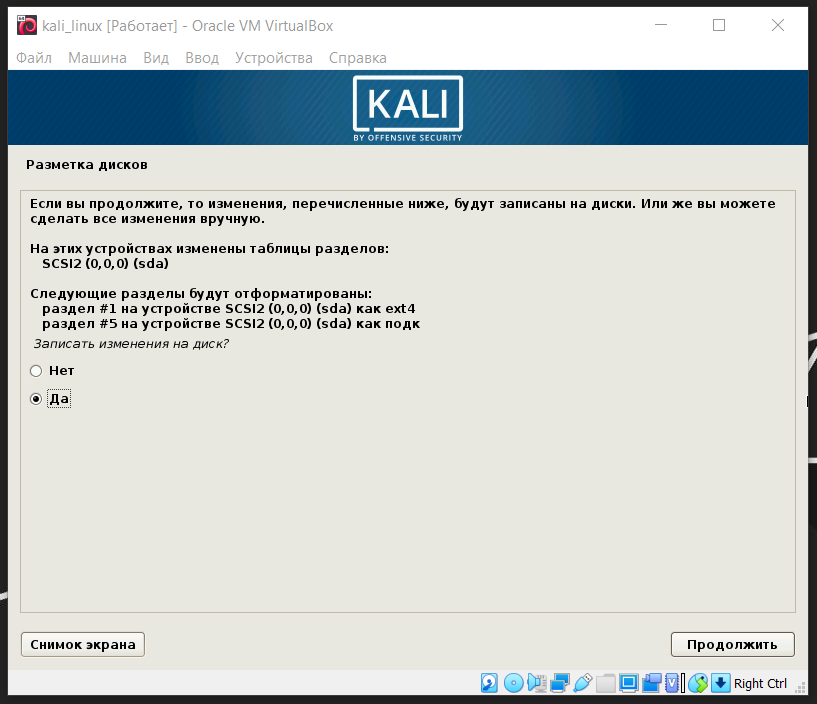 kali_linux [Работает] - Oracle VM VirtualBox
Файл Машина Вид Ввод Устройства Справка
KALI
BY OFFENSIVE SECURITY
Разметка дисков
Если вы продолжите, то изменения, перечисленные ниже, будут записаны на диски. Или же вы можете
сделать все изменения вручную.
На этих устройствах изменены таблицы разделов:
SCSI2 (0,0,0) (sda)
Следующие разделы будут отформатированы:
раздел #1 на устройстве SCSI2 (0,0,0) (sda) как ext4
раздел #5 на устройстве SCSI2 (0,0,0) (sda) как подк
Записать изменения на диск?
Нет
Да
Снимок экрана Продолжить
Right Ctrl